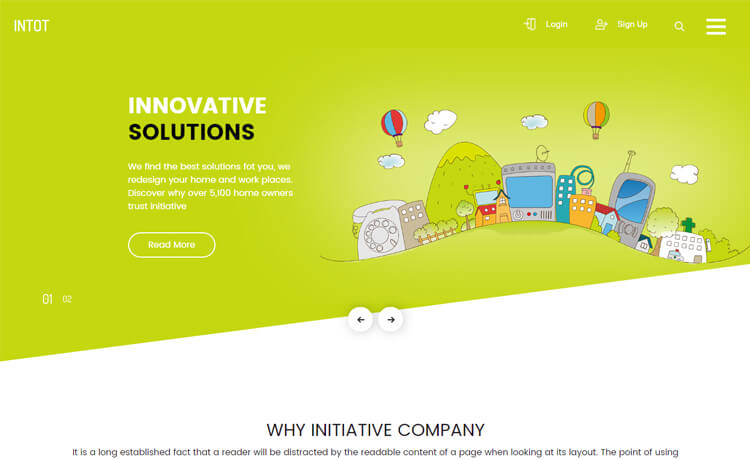 INTOT
Login
Sign Up
INNOVATIVE
SOLUTIONS
We find the best solutions fot you, we
redesign your home and work places.
Discover why over 5,100 home owners
trust initiative
Read More
01 02
WHY INITIATIVE COMPANY
It is a long established fact that a reader will be distracted by the readable content of a page when looking at its layout. The point of using